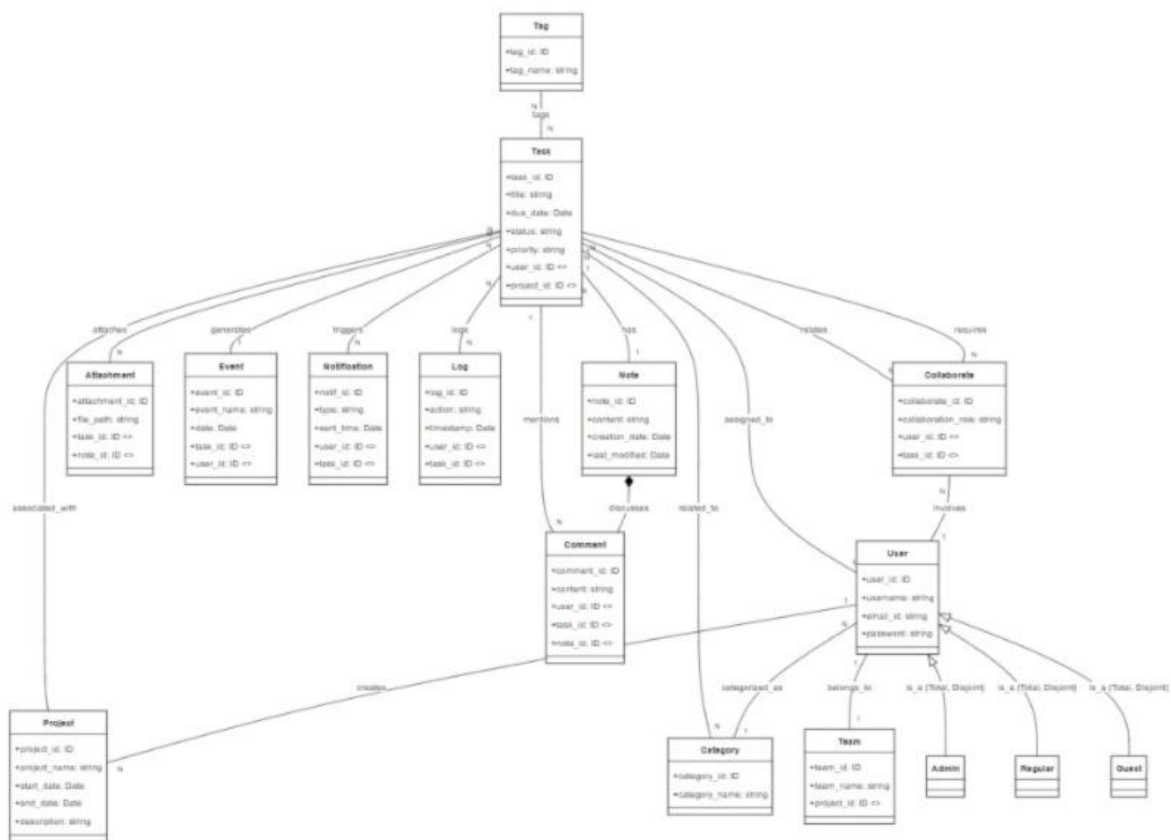 Tag
+tag_id: ID
+tag_name: string
N
tags
N
Task
+task_id: ID
+title: string
+due_date: Date
+status: string
+priority: string
+user_id: ID <>
+project_id: ID <>
attaches
generates
triggers
logs
has
relates
requires
N
1
N
N
1
N
N
Attachment
+attachment_id: ID
+file_path: string
+task_id: ID <>
+note_id: ID <>
Event
+event_id: ID
+event_name: string
+date: Date
+task_id: ID <>
+user_id: ID <>
Notification
+notif_id: ID
+type: string
+sent_time: Date
+user_id: ID <>
+task_id: ID <>
Log
+log_id: ID
+action: string
+timestamp: Date
+user_id: ID <>
+task_id: ID <>
mentions
Note
+note_id: ID
+content: string
+creation_date: Date
+last_modified: Date
assigned_to
Collaborate
+collaborate_id: ID
+collaboration_role: string
+user_id: ID <>
+task_id: ID <>
associated_with
discusses
related_to
N
involves
1
N
Comment
+comment_id: ID
+content: string
+user_id: ID <>
+task_id: ID <>
+note_id: ID <>
User
+user_id: ID
+username: string
+email_id: string
+password: string
1
N
1
creates
categorized_as
belongs_to
is_a (Total, Disjoint)
is_a (Total, Disjoint)
is_a (Total, Disjoint)
Project
+project_id: ID
+project_name: string
+start_date: Date
+end_date: Date
+description: string
N
N
1
1
Category
+category_id: ID
+category_name: string
Team
+team_id: ID
+team_name: string
+project_id: ID <>
Admin
Regular
Guest